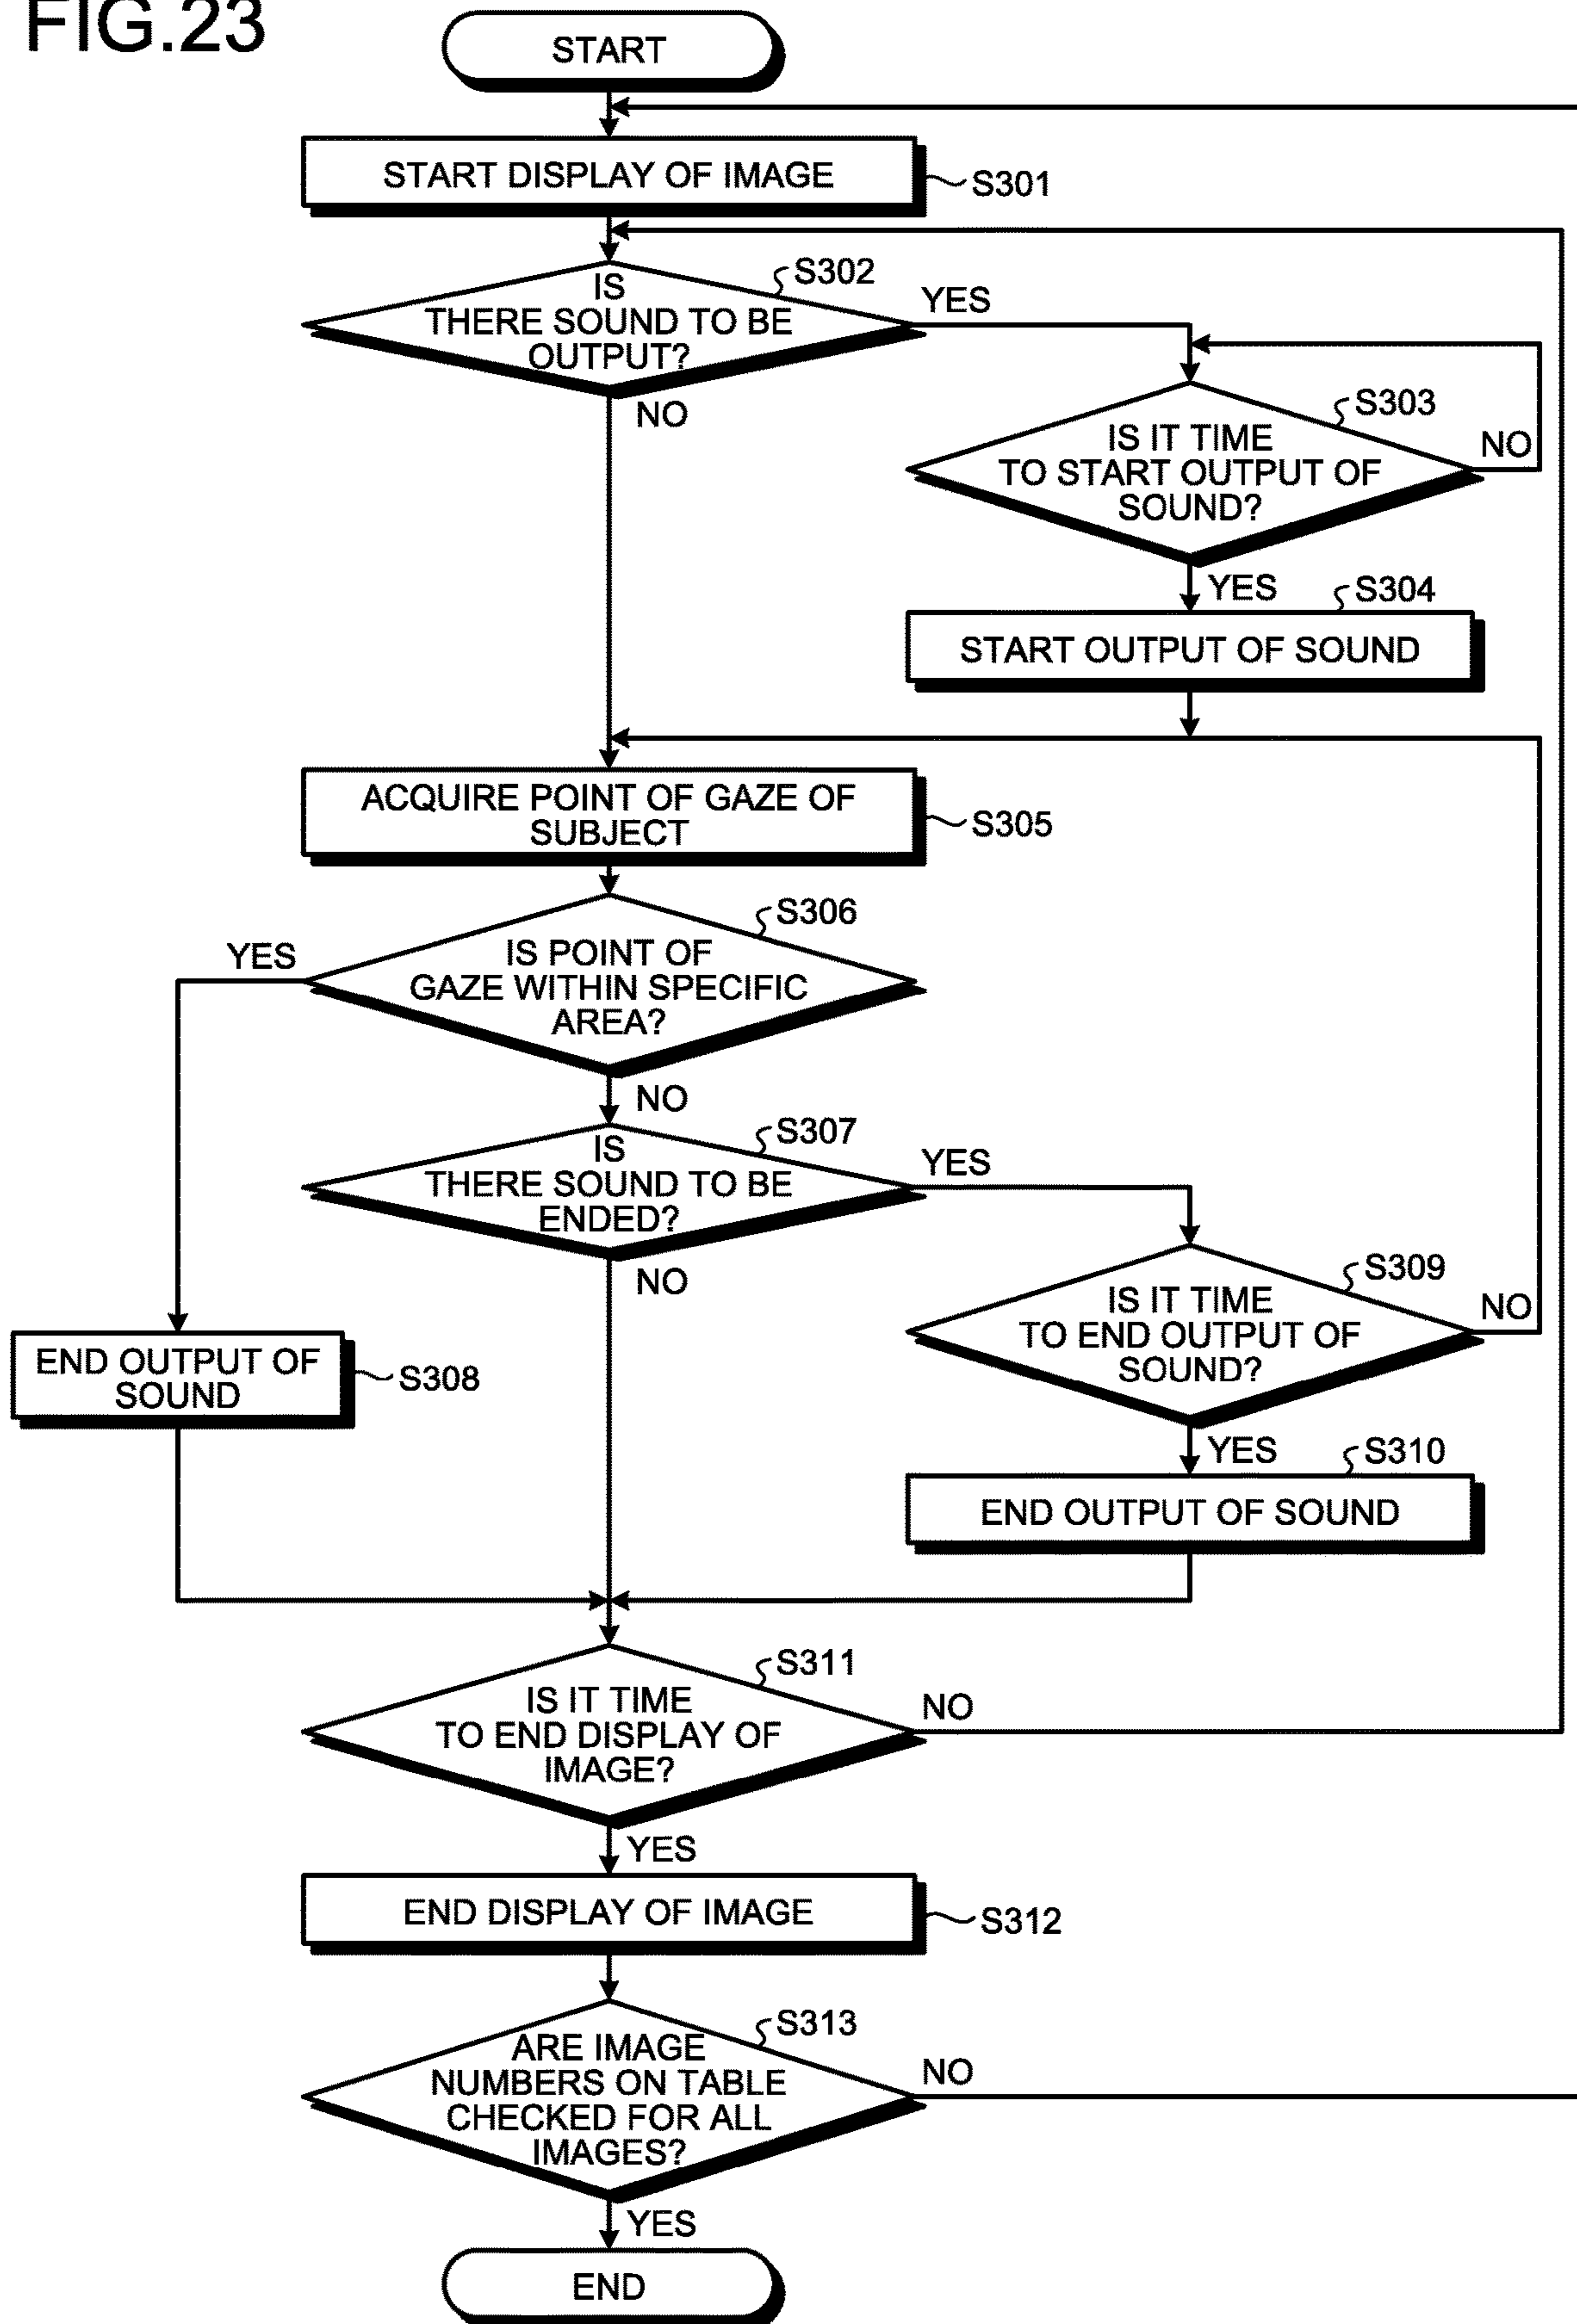 FIG.23
START
START DISPLAY OF IMAGE
S301
S302
IS
THERE SOUND TO BE
OUTPUT?
YES
NO
S303
IS IT TIME
TO START OUTPUT OF
SOUND?
NO
YES
S304
START OUTPUT OF SOUND
ACQUIRE POINT OF GAZE OF
SUBJECT
S305
S306
IS POINT OF
GAZE WITHIN SPECIFIC
AREA?
YES
NO
S307
IS
THERE SOUND TO BE
ENDED?
YES
NO
END OUTPUT OF
SOUND
S308
S309
IS IT TIME
TO END OUTPUT OF
SOUND?
NO
YES
S310
END OUTPUT OF SOUND
S311
IS IT TIME
TO END DISPLAY OF
IMAGE?
NO
YES
END DISPLAY OF IMAGE
S312
S313
ARE IMAGE
NUMBERS ON TABLE
CHECKED FOR ALL
IMAGES?
NO
YES
END